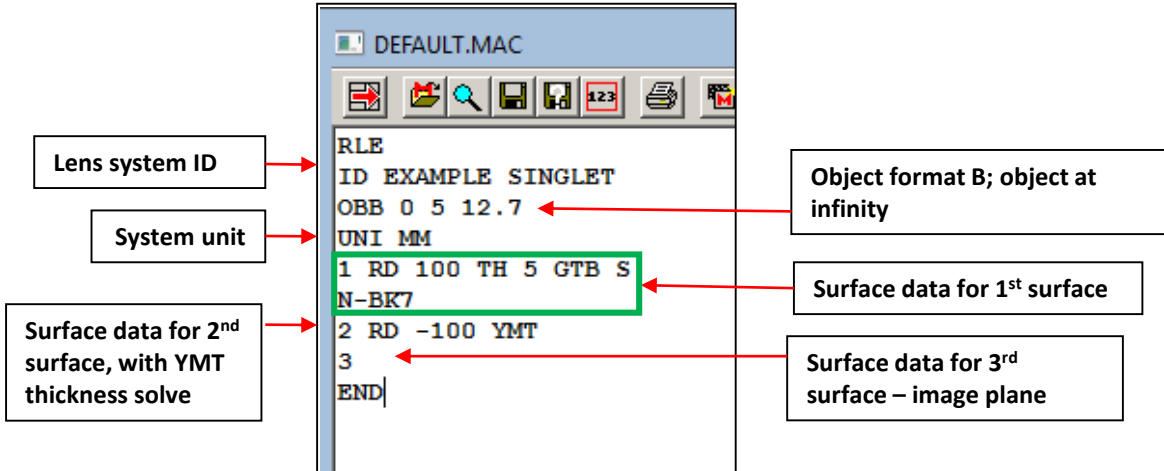 DEFAULT.MAC
123
M
RLE
ID EXAMPLE SINGLET
OBB 0 5 12.7
UNI MM
1 RD 100 TH 5 GTB S
N-BK7
2 RD -100 YMT
3
END
Lens system ID
System unit
Surface data for 2nd
surface, with YMT
thickness solve
Object format B; object at
infinity
Surface data for 1st surface
Surface data for 3rd
surface – image plane